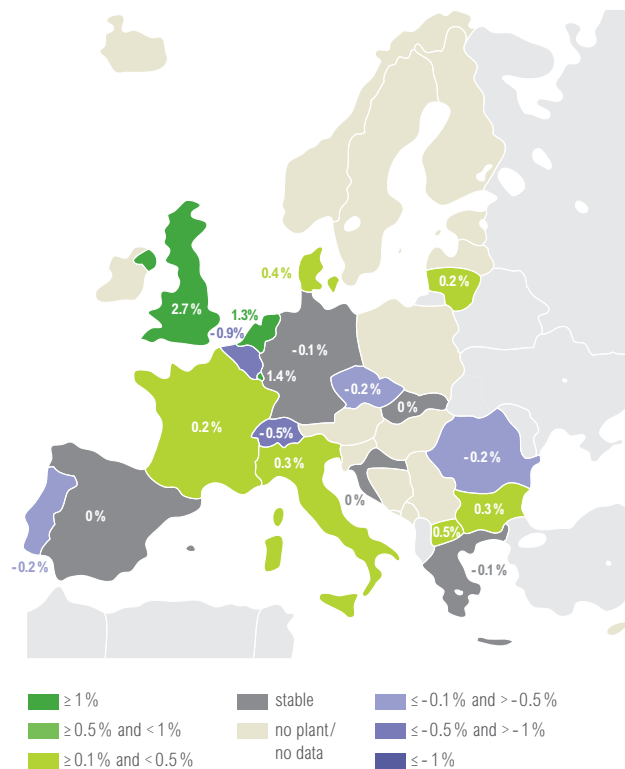 0.4 %
0.2 %
2.7 %
1.3%
-0.9%
-0.1 %
1.4 %
-0.2 %
0 %
0.2 %
-0.5%
0.3 %
-0.2 %
0 %
0 %
0.3 %
0.5%
-0.2 %
-0.1 %
≥ 1 %
≥ 0.5 % and < 1 %
≥ 0.1 % and < 0.5 %
stable
no plant/
no data
≤ - 0.1 % and > - 0.5 %
≤ - 0.5 % and > - 1 %
≤ - 1 %